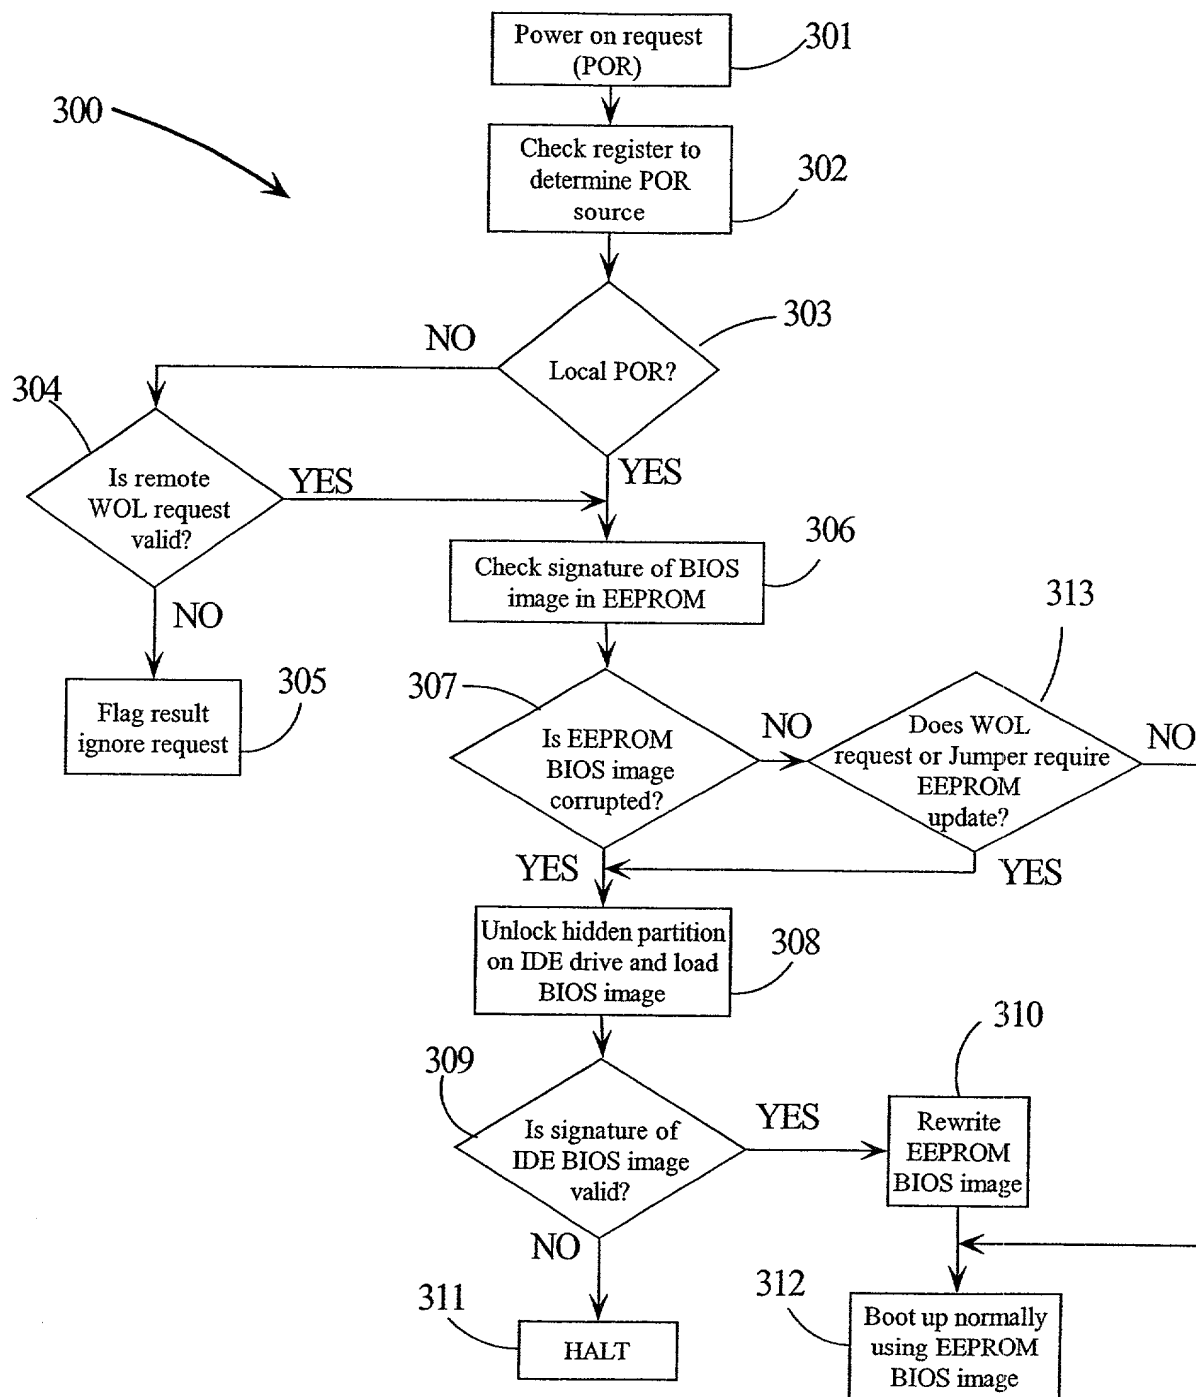 Power on request
(POR)
301
300
Check register to
determine POR
source
302
303
NO
Local POR?
304
YES
Is remote
WOL request
valid?
YES
306
Check signature of BIOS
image in EEPROM
NO
313
305
Flag result
ignore request
307
Is EEPROM
BIOS image
corrupted?
NO
Does WOL
request or Jumper require
EEPROM
update?
NO
YES
YES
Unlock hidden partition
on IDE drive and load
BIOS image
308
310
309
Is signature of
IDE BIOS image
valid?
YES
Rewrite
EEPROM
BIOS image
NO
311
HALT
312
Boot up normally
using EEPROM
BIOS image